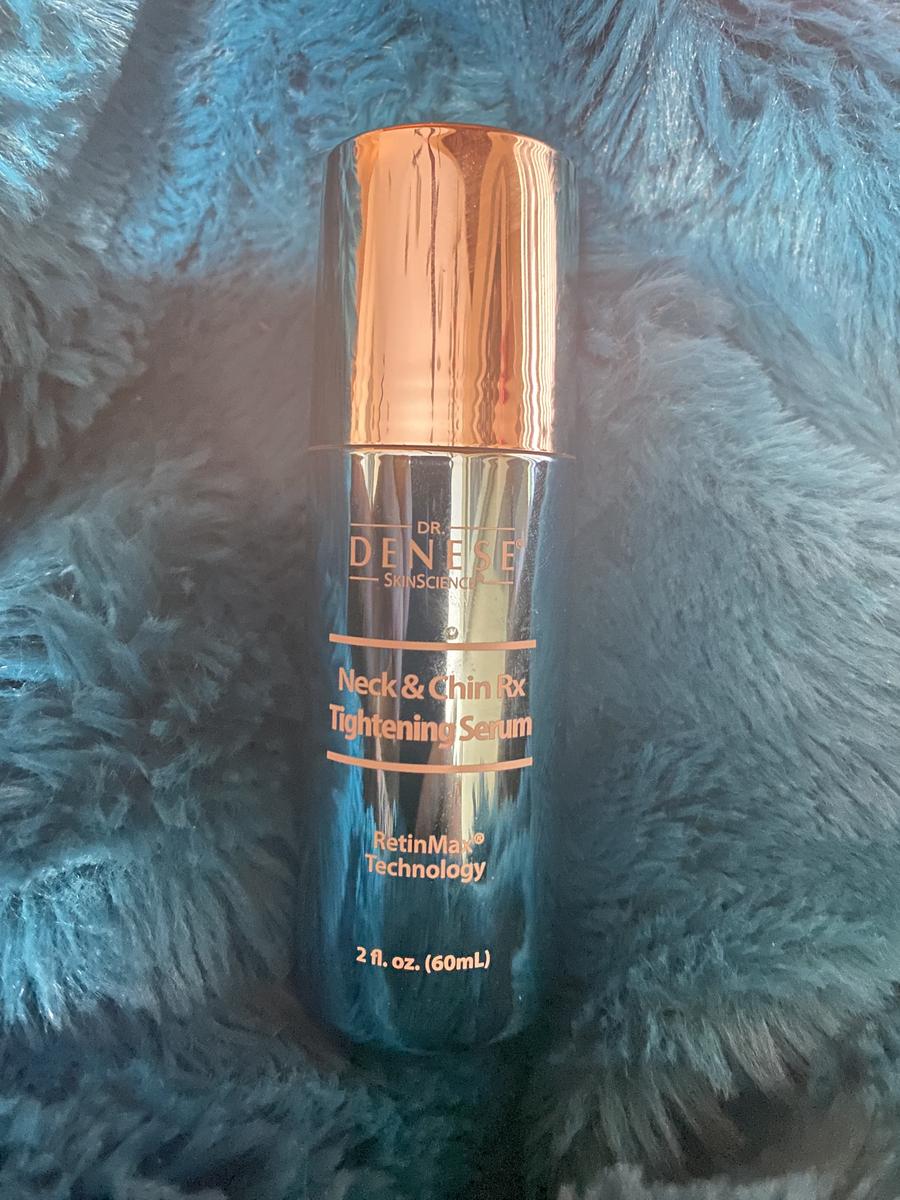 DR.
DENESE®
SKINSCIENCE
Neck & Chin Rx
Tightening Serum
RetinMax®
Technology
2 fl. oz. (60mL)